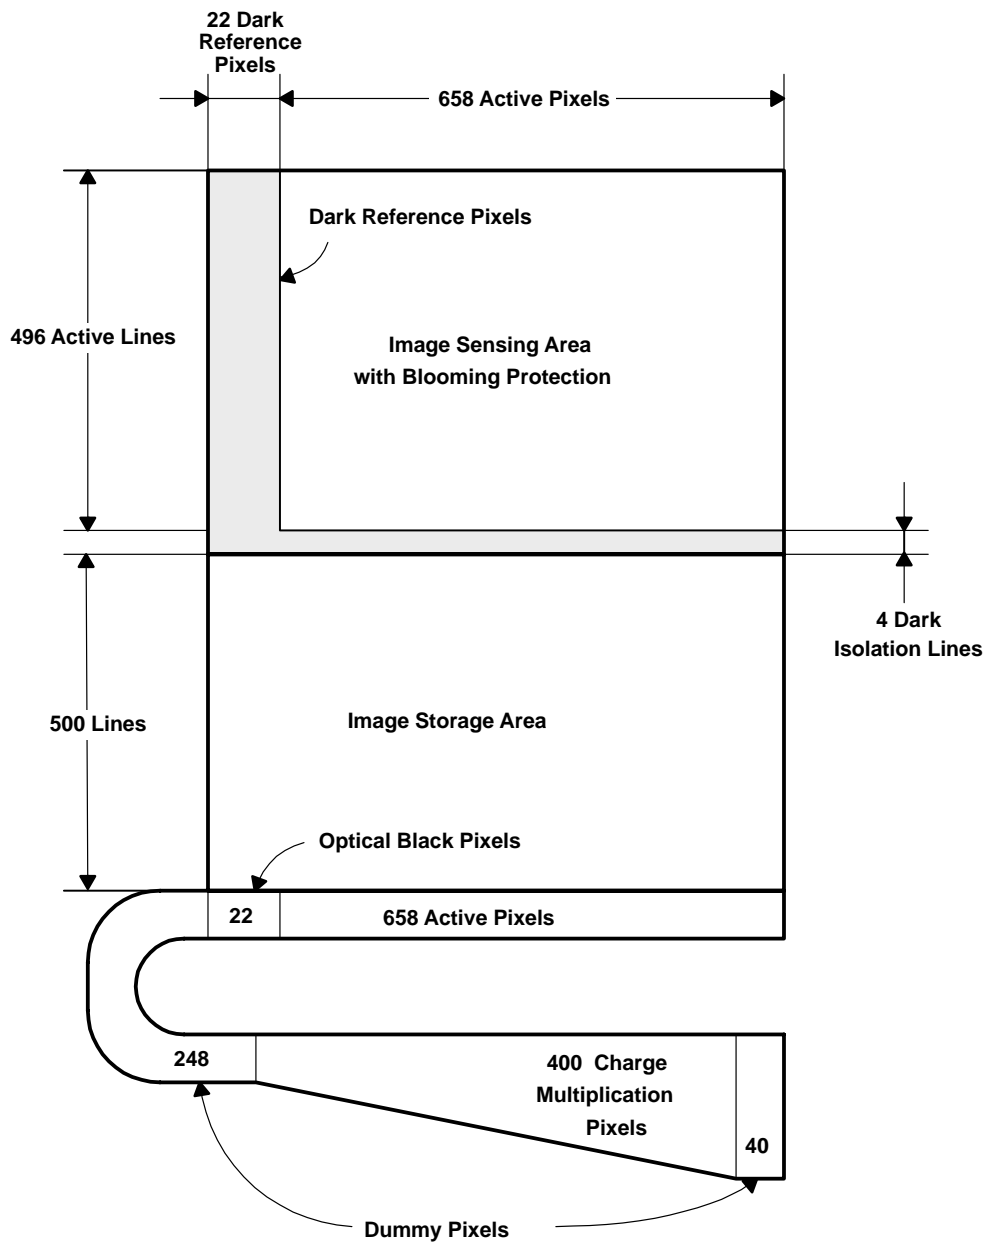 22 Dark
Reference
Pixels
658 Active Pixels
Dark Reference Pixels
496 Active Lines
Image Sensing Area
with Blooming Protection
4 Dark
Isolation Lines
500 Lines
Image Storage Area
Optical Black Pixels
22
658 Active Pixels
248
400 Charge
Multiplication
Pixels
40
Dummy Pixels